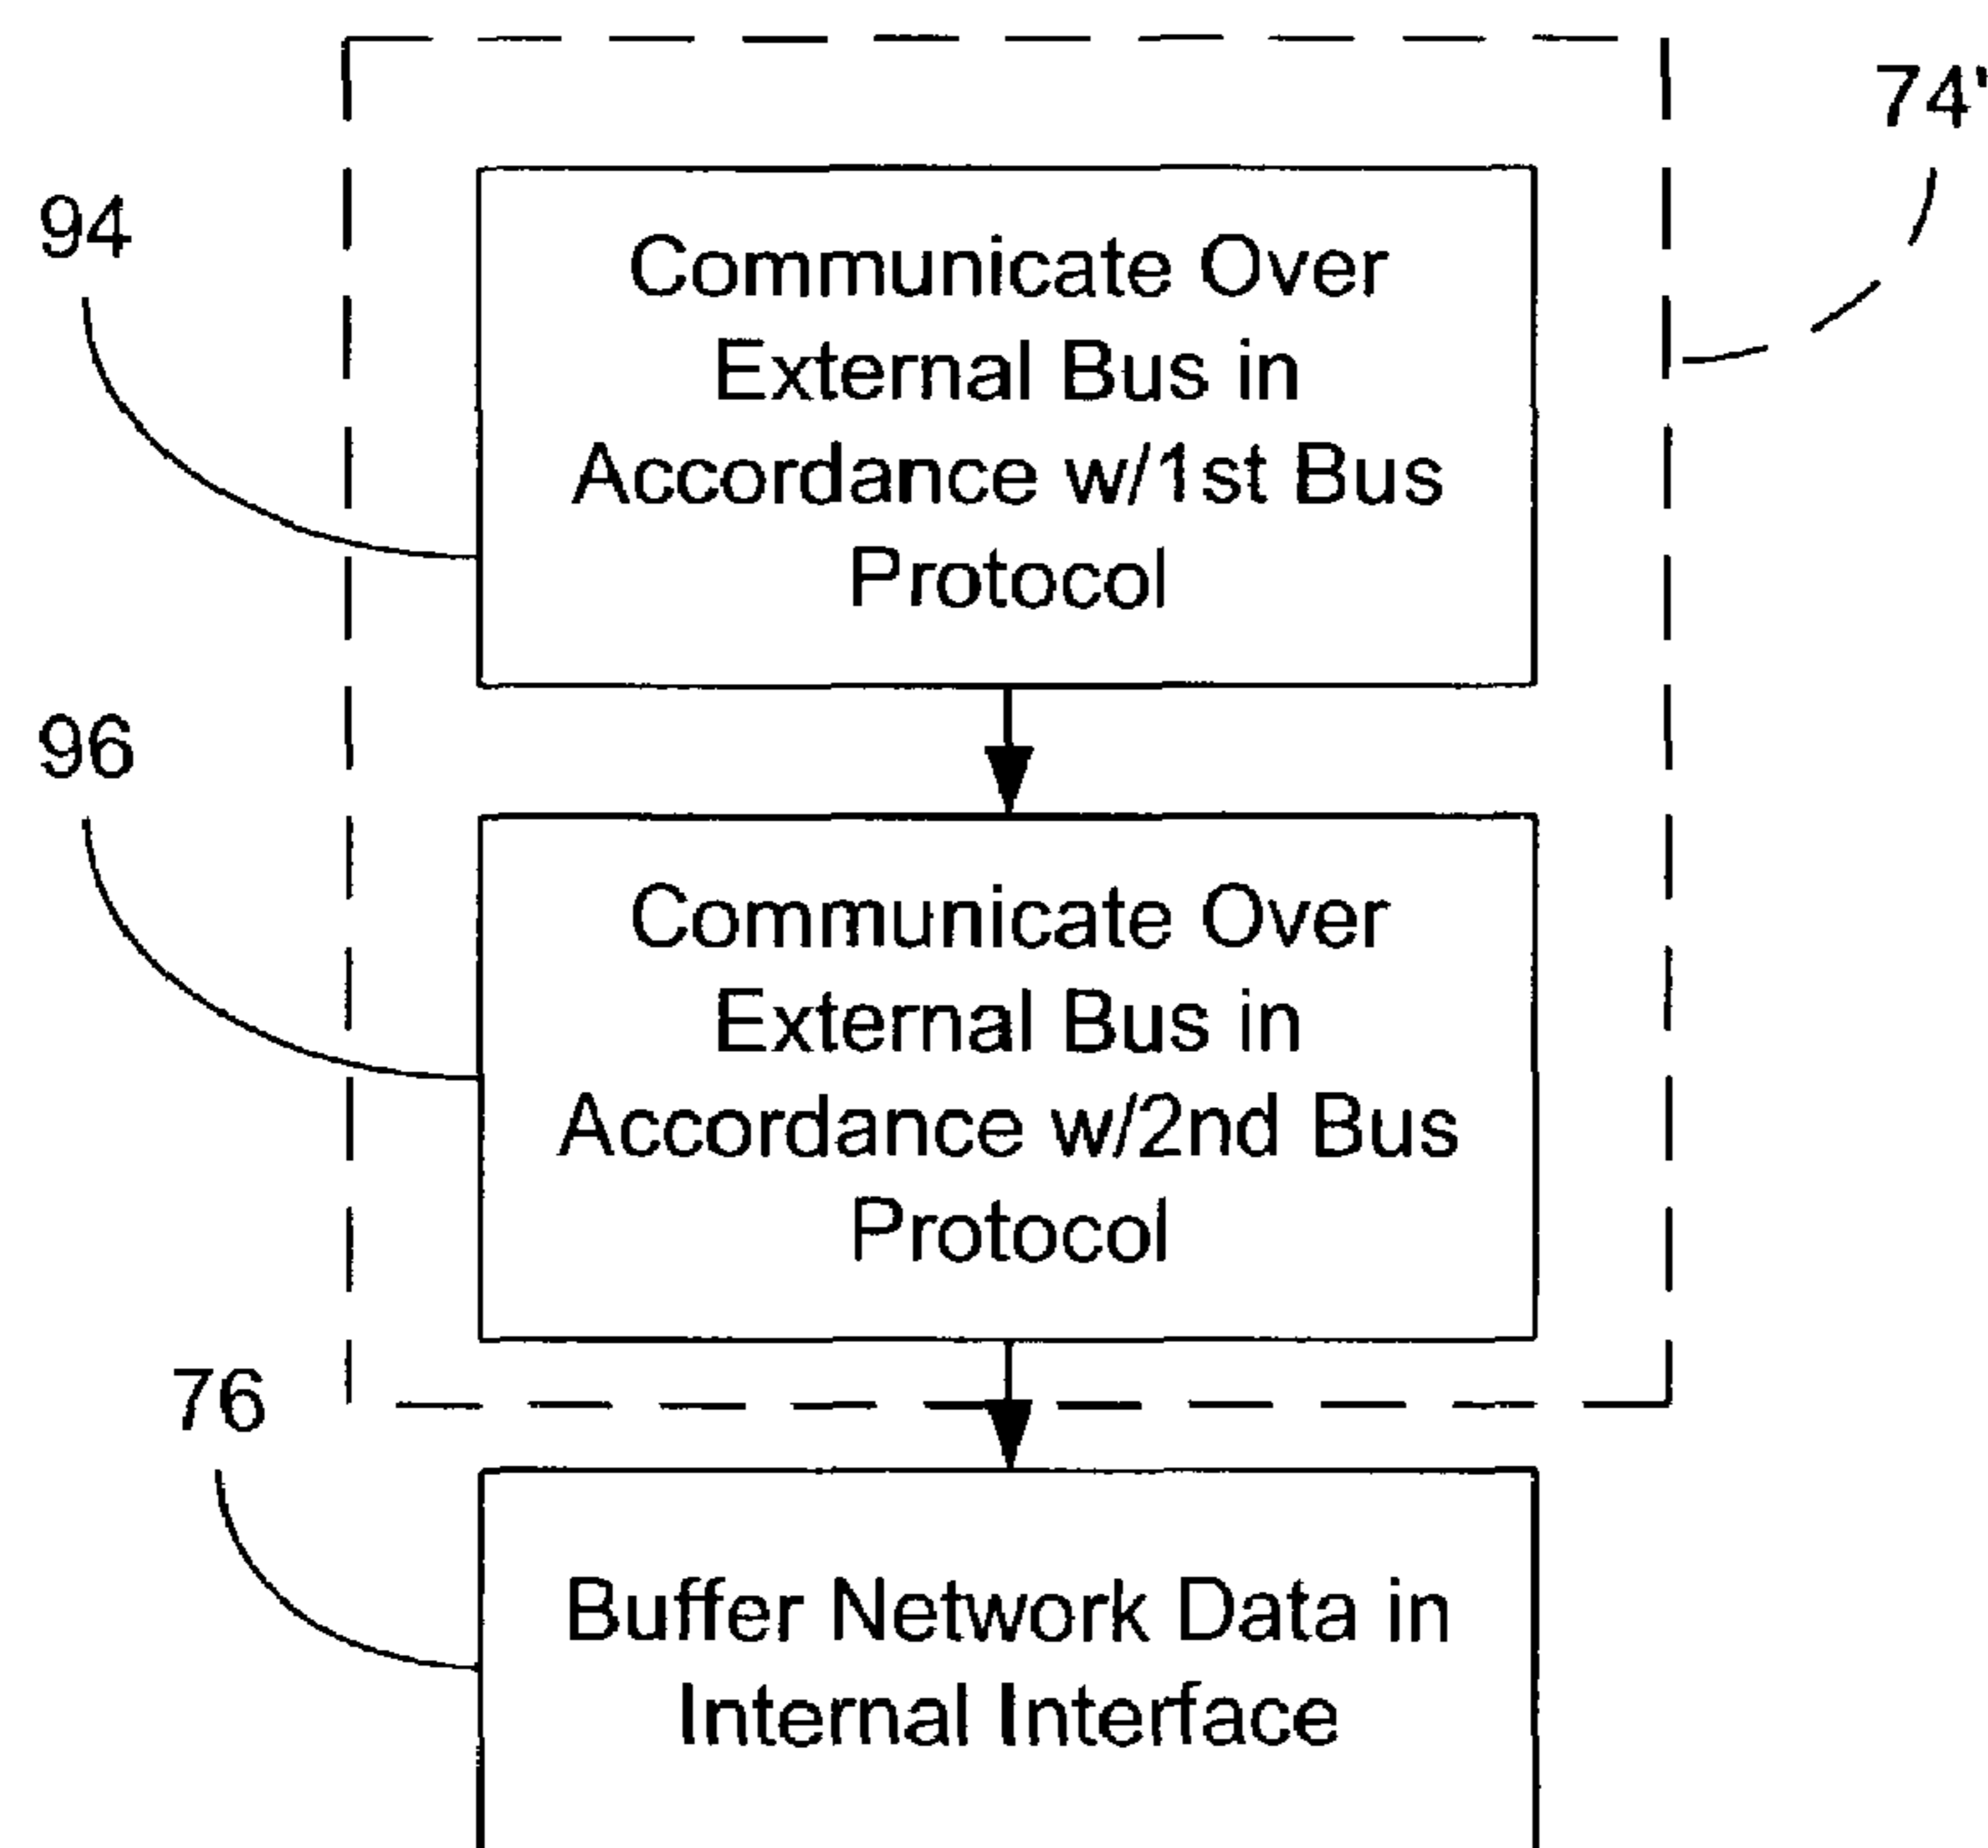 74'
94
Communicate Over
External Bus in
Accordance w/1st Bus
Protocol
96
Communicate Over
External Bus in
Accordance w/2nd Bus
Protocol
76
Buffer Network Data in
Internal Interface